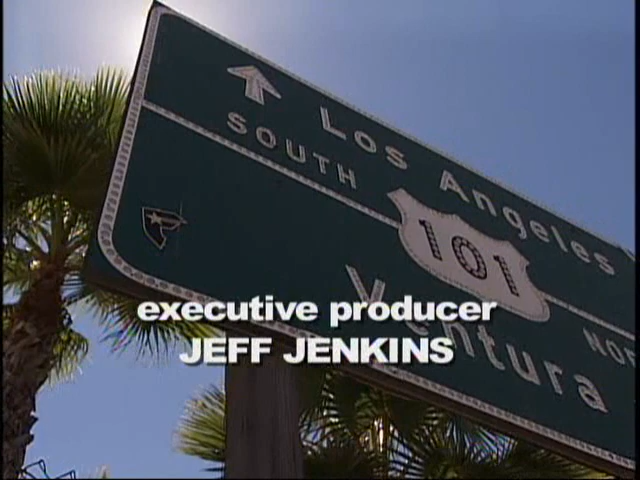 Los Angeles
SOUTH
101
NOR
Ventura
executive producer
JEFF JENKINS